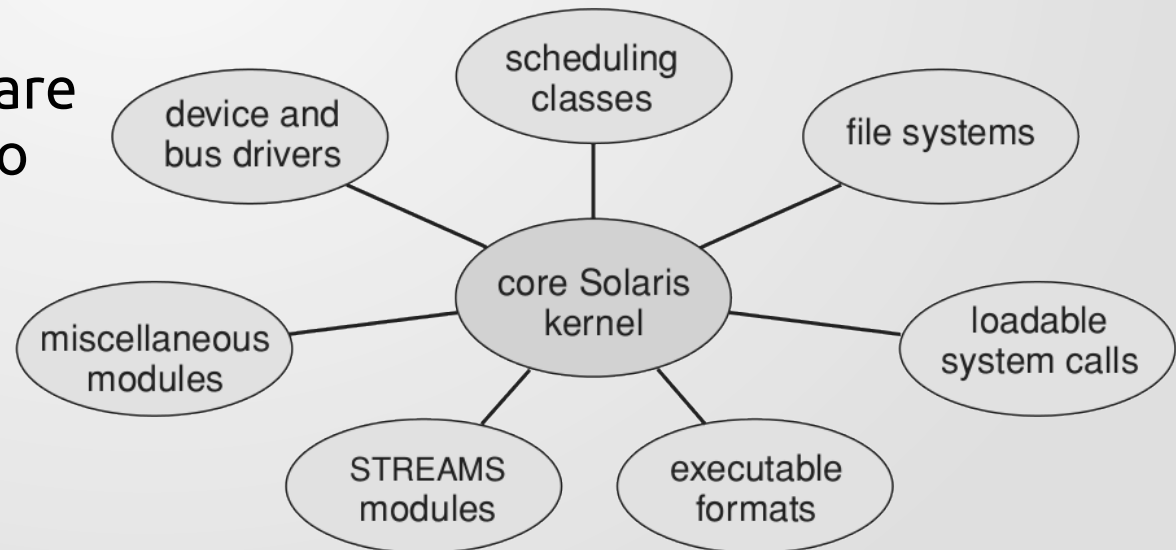 scheduling
classes
device and
bus drivers
file systems
core Solaris
kernel
miscellaneous
modules
loadable
system calls
STREAMS
modules
executable
formats